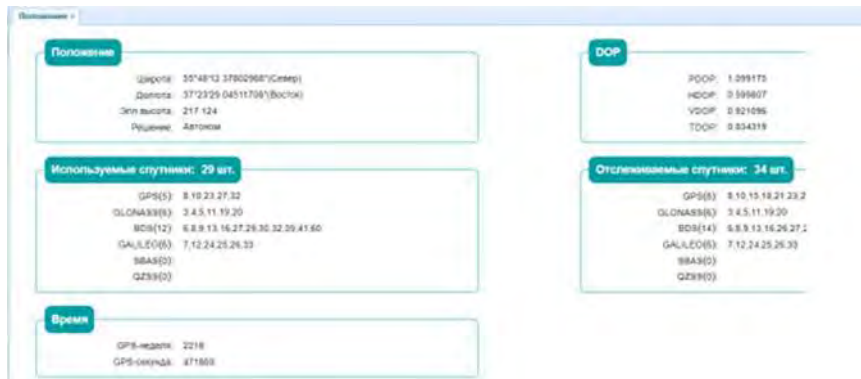 Положение ×
Положение
Широта: 55°48'12.37802968"(Север)
Долгота: 37°23'29.04511708"(Восток)
Элл.высота: 217.124
Решение: Автоном
DOP
PDOP: 1.099175
HDOP: 0.599807
VDOP: 0.921096
TDOP: 0.834319
Используемые спутники: 29 шт.
GPS(5): 8,10,23,27,32
GLONASS(6): 3,4,5,11,19,20
BDS(12): 6,8,9,13,16,27,29,30,32,39,41,60
GALILEO(6): 7,12,24,25,26,33
SBAS(0):
QZSS(0):
Отслеживаемые спутники: 34 шт.
GPS(8): 8,10,15,18,21,23,2
GLONASS(6): 3,4,5,11,19,20
BDS(14): 6,8,9,13,16,26,27,2
GALILEO(6): 7,12,24,25,26,33
SBAS(0):
QZSS(0):
Время
GPS-неделя: 2216
GPS-секунда: